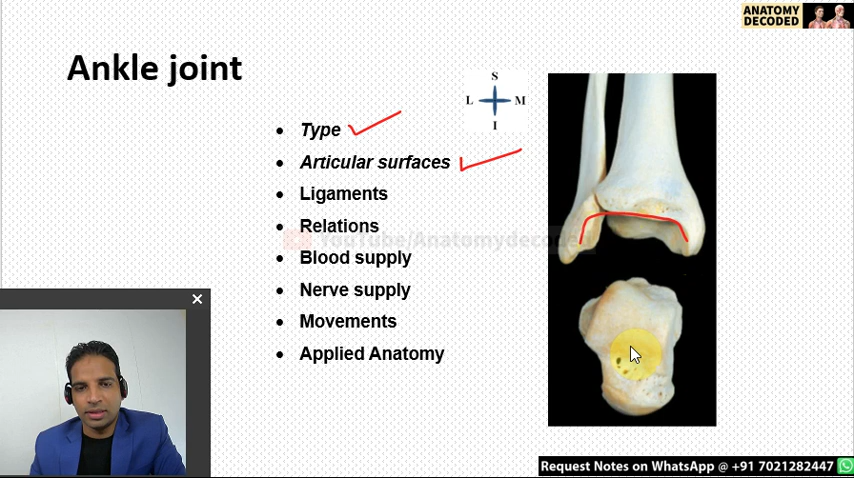 ANATOMY
DECODED
Ankle joint
S
L M
I
Type
Articular surfaces
Ligaments
Relations
YouTube/Anatomydecoded
Blood supply
Nerve supply
Movements
Applied Anatomy
Request Notes on WhatsApp @ +91 7021282447